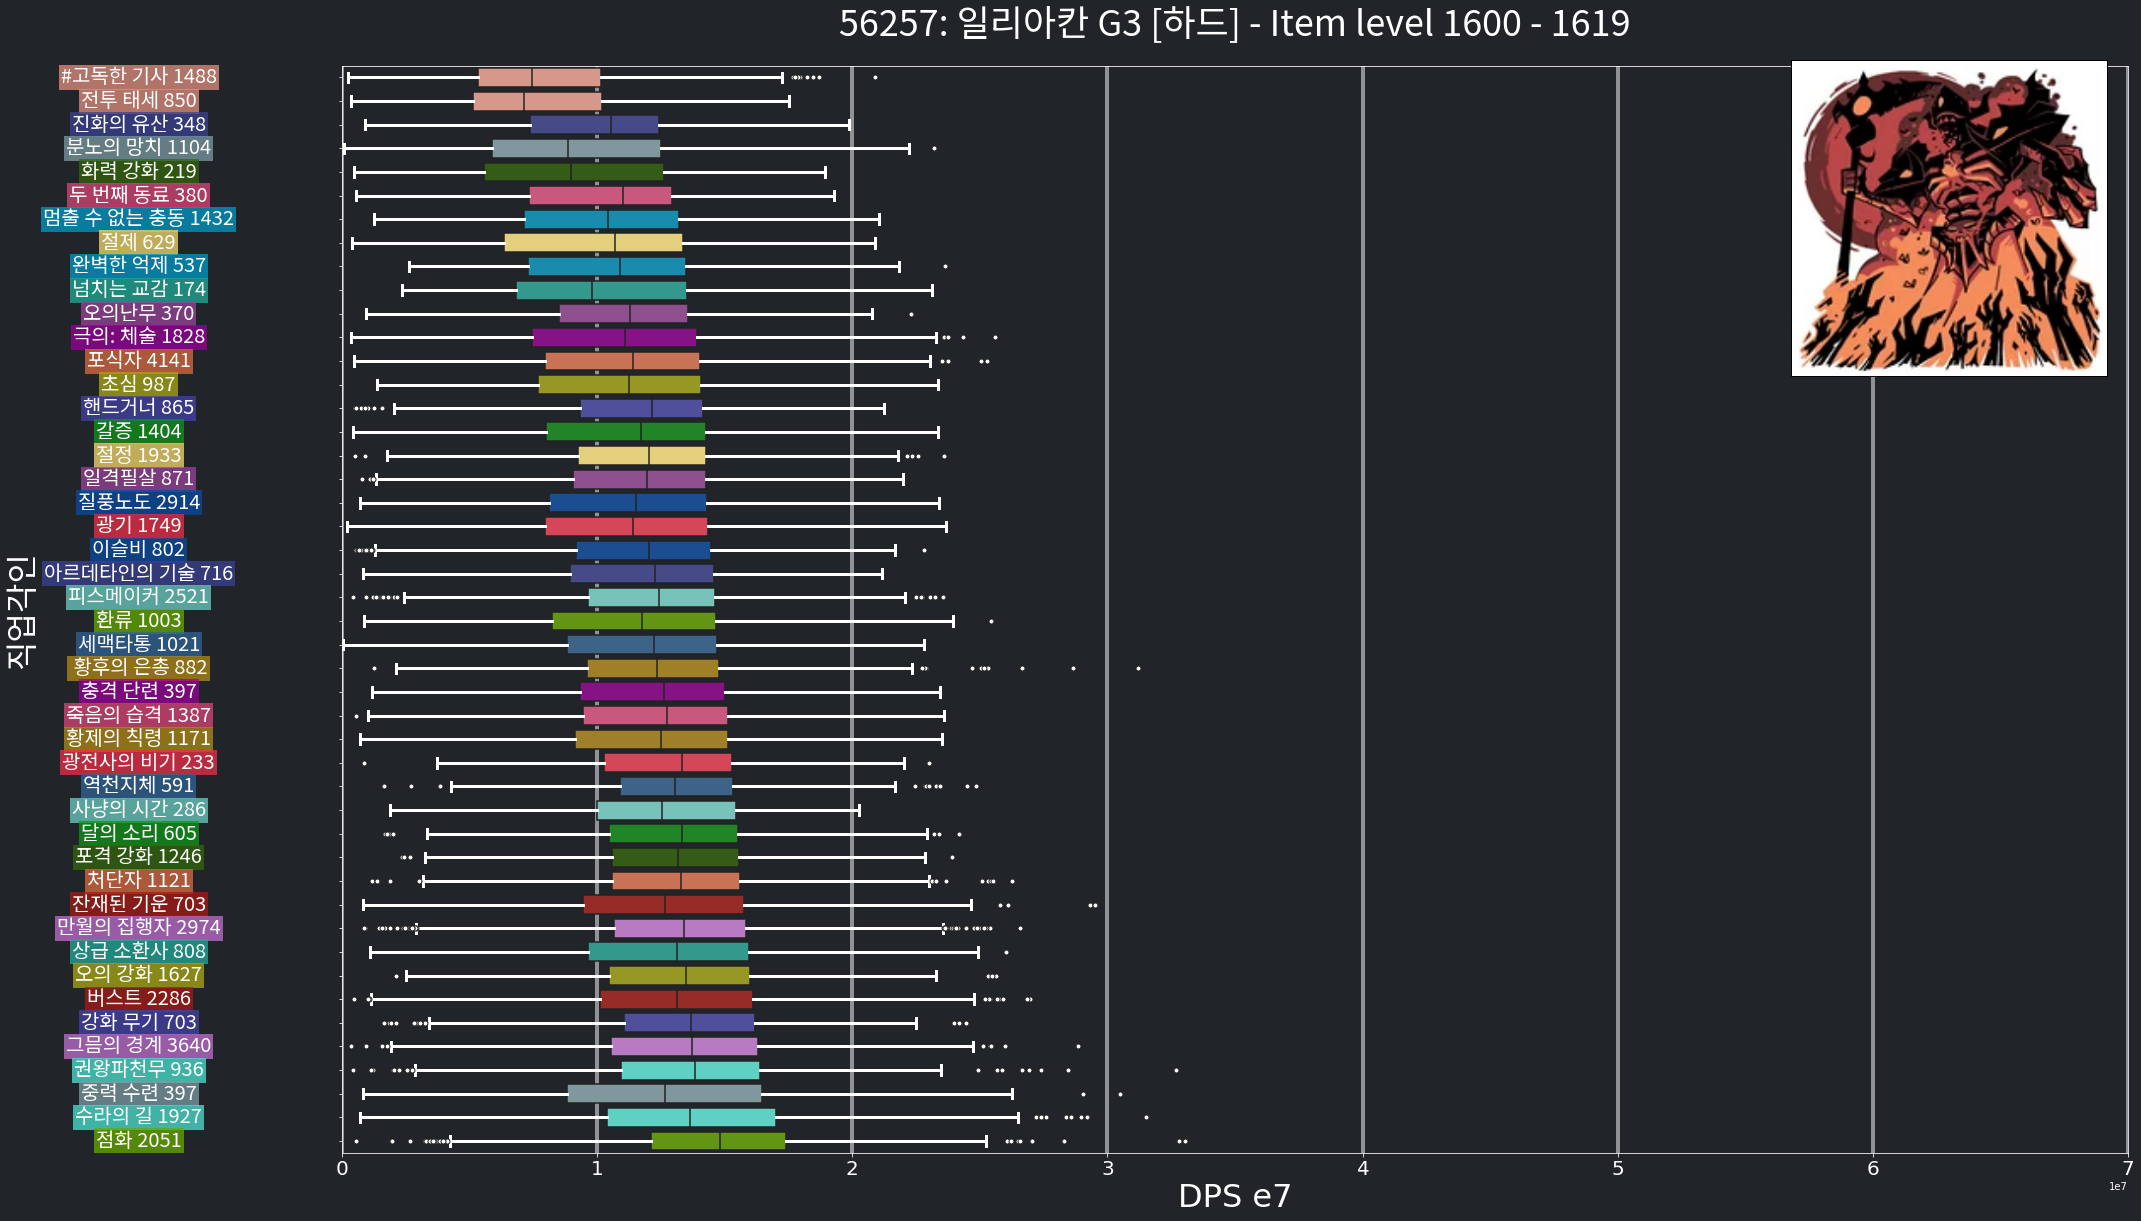 56257: 일리아칸 G3 [하드] - Item level 1600 - 1619
직업각인
#고독한 기사 1488
전투 태세 850
진화의 유산 348
분노의 망치 1104
화력 강화 219
두 번째 동료 380
멈출 수 없는 충동 1432
절제 629
완벽한 억제 537
넘치는 교감 174
오의난무 370
극의: 체술 1828
포식자 4141
초심 987
핸드거너 865
갈증 1404
절정 1933
일격필살 871
질풍노도 2914
광기 1749
이슬비 802
아르데타인의 기술 716
피스메이커 2521
환류 1003
세맥타통 1021
황후의 은총 882
충격 단련 397
죽음의 습격 1387
황제의 칙령 1171
광전사의 비기 233
역천지체 591
사냥의 시간 286
달의 소리 605
포격 강화 1246
처단자 1121
잔재된 기운 703
만월의 집행자 2974
상급 소환사 808
오의 강화 1627
버스트 2286
강화 무기 703
그믐의 경계 3640
권왕파천무 936
중력 수련 397
수라의 길 1927
점화 2051
0 1 2 3 4 5 6 7
1e7
DPS e7